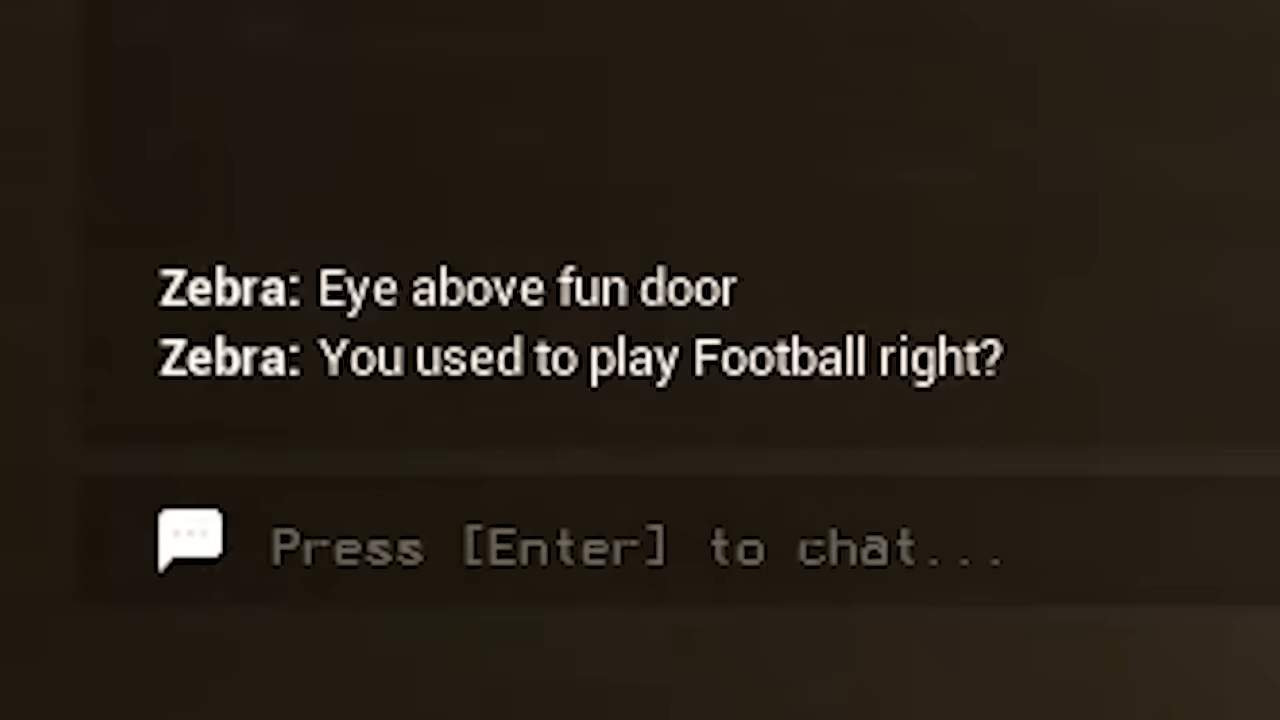 Zebra: Eye above fun door
Zebra: You used to play Football right?
Press [Enter] to chat...